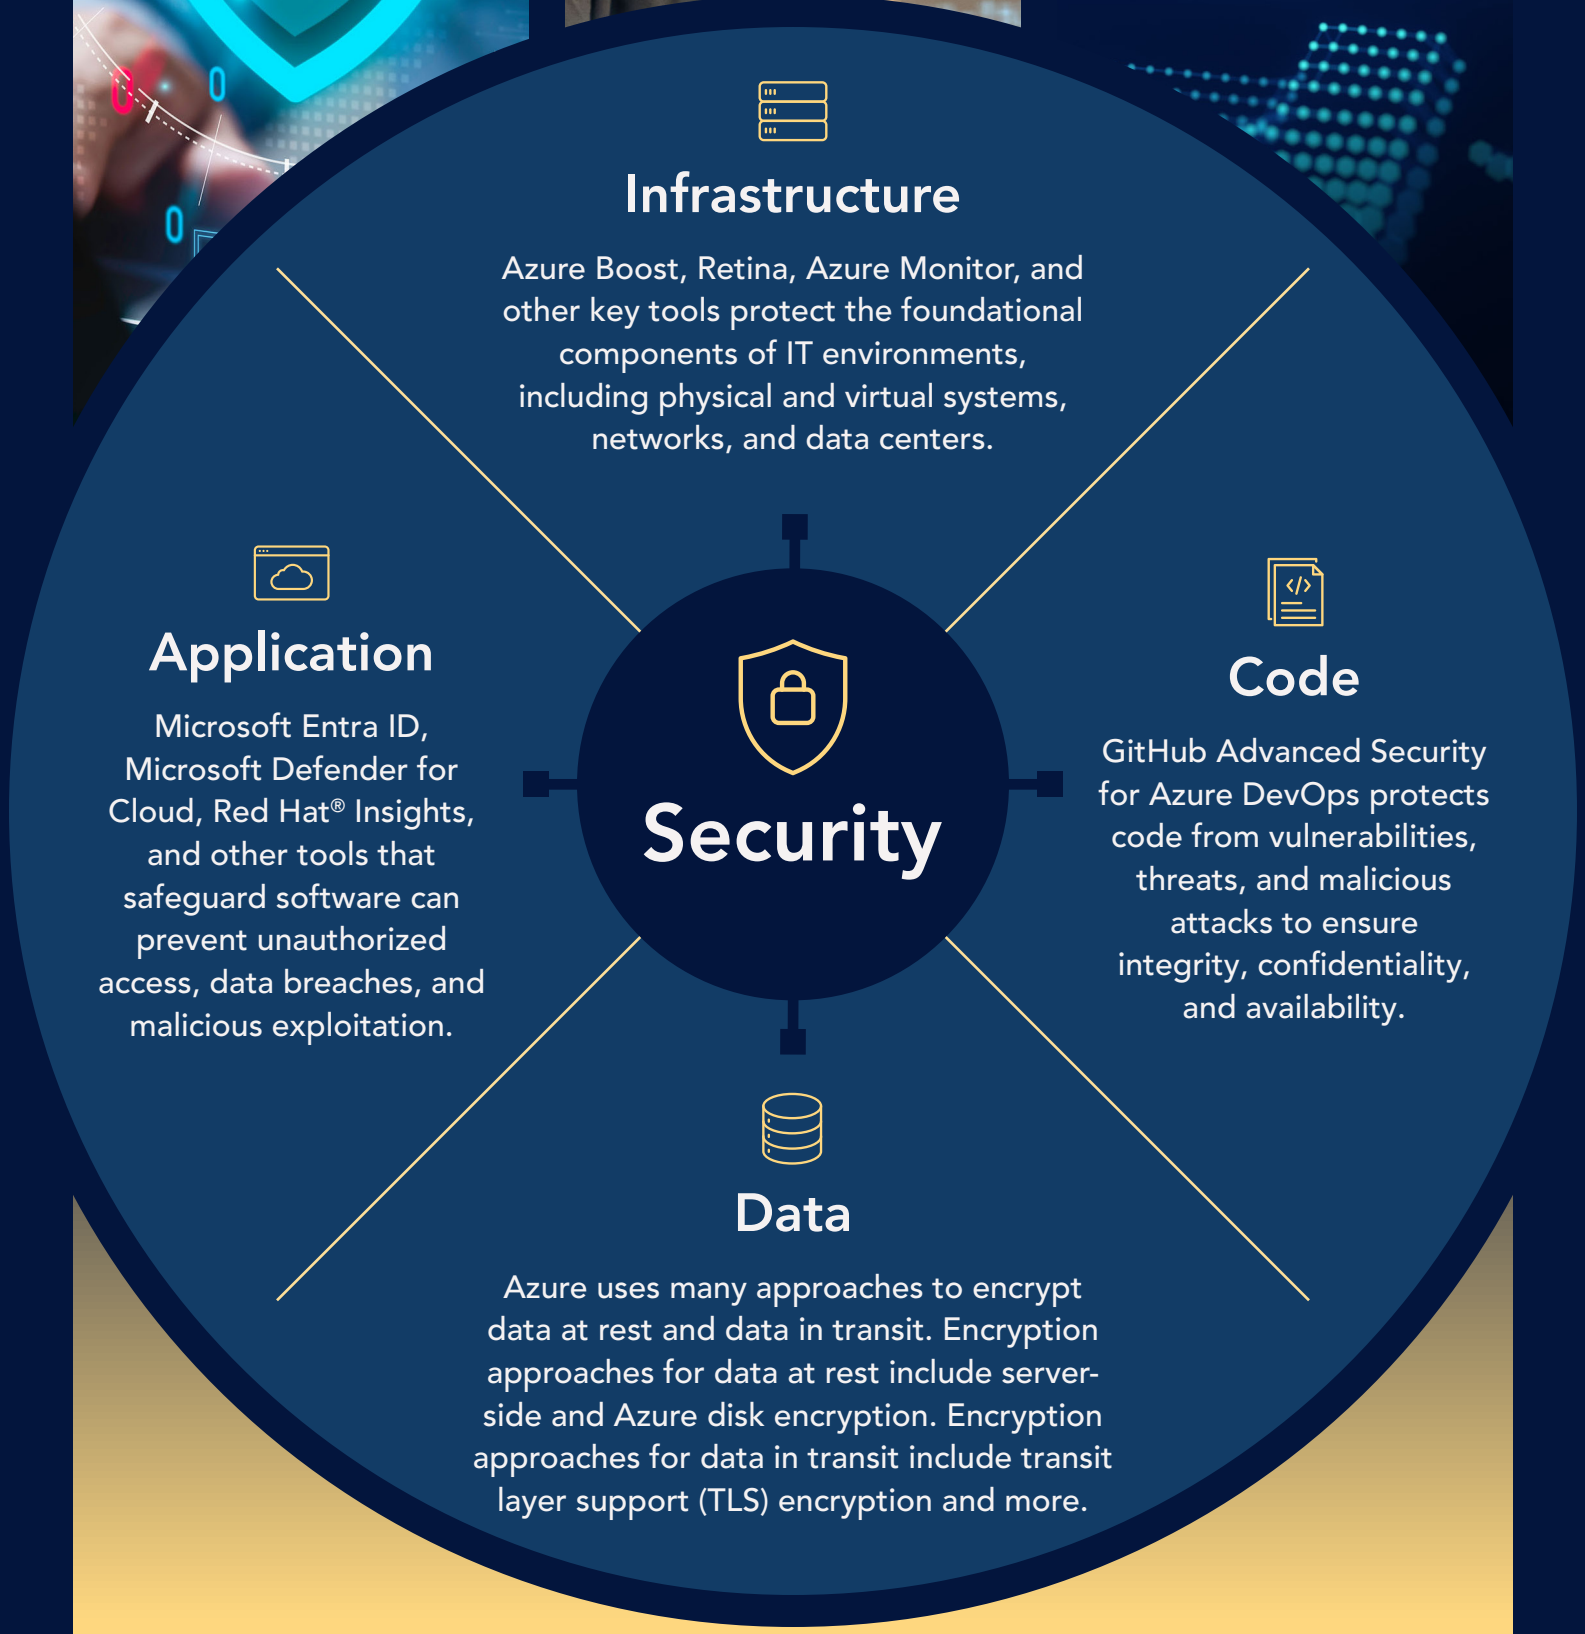 Infrastructure
Azure Boost, Retina, Azure Monitor, and
other key tools protect the foundational
components of IT environments,
including physical and virtual systems,
networks, and data centers.
Application
Microsoft Entra ID,
Microsoft Defender for
Cloud, Red Hat® Insights,
and other tools that
safeguard software can
prevent unauthorized
access, data breaches, and
malicious exploitation.
Security
Code
GitHub Advanced Security
for Azure DevOps protects
code from vulnerabilities,
threats, and malicious
attacks to ensure
integrity, confidentiality,
and availability.
Data
Azure uses many approaches to encrypt
data at rest and data in transit. Encryption
approaches for data at rest include server-
side and Azure disk encryption. Encryption
approaches for data in transit include transit
layer support (TLS) encryption and more.